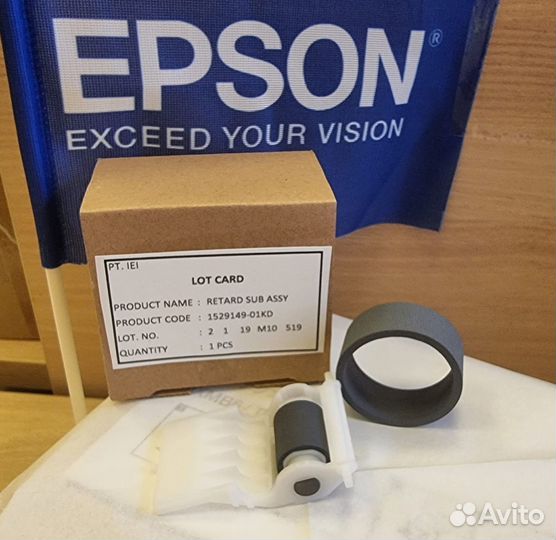 EPSON®
EXCEED YOUR VISION
PT. IEI
LOT CARD
PRODUCT NAME : RETARD SUB ASSY
PRODUCT CODE : 1529149-01KD
LOT. NO. : 2 1 19 M10 519
QUANTITY : 1 PCS
Avito